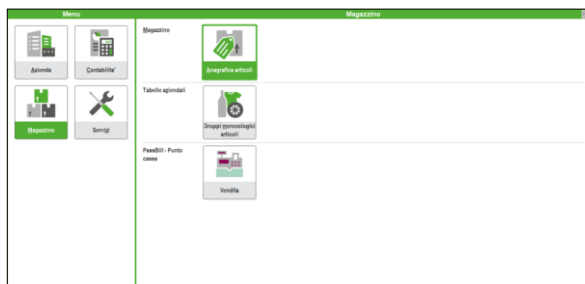 Menu
Magazzino
Azienda
Contabilita'
Magazzino
Servizi
Magazzino
Anagrafica articoli
Tabelle aziendali
Gruppi merceologici
articoli
PassBill - Punto
cassa
Vendita